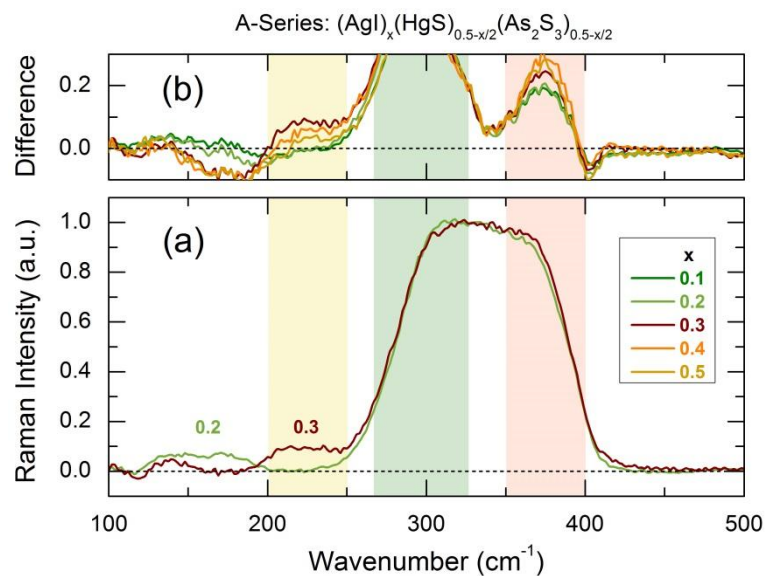 A-Series: (AgI)ₓ(HgS)₀.₅₋ₓ/₂(As₂S₃)₀.₅₋ₓ/₂
(b)
Difference
0.2
0.0
(a)
Raman Intensity (a.u.)
1.0
0.8
0.6
0.4
0.2
0.0
x
0.1
0.2
0.3
0.4
0.5
0.2
0.3
100 200 300 400 500
Wavenumber (cm⁻¹)